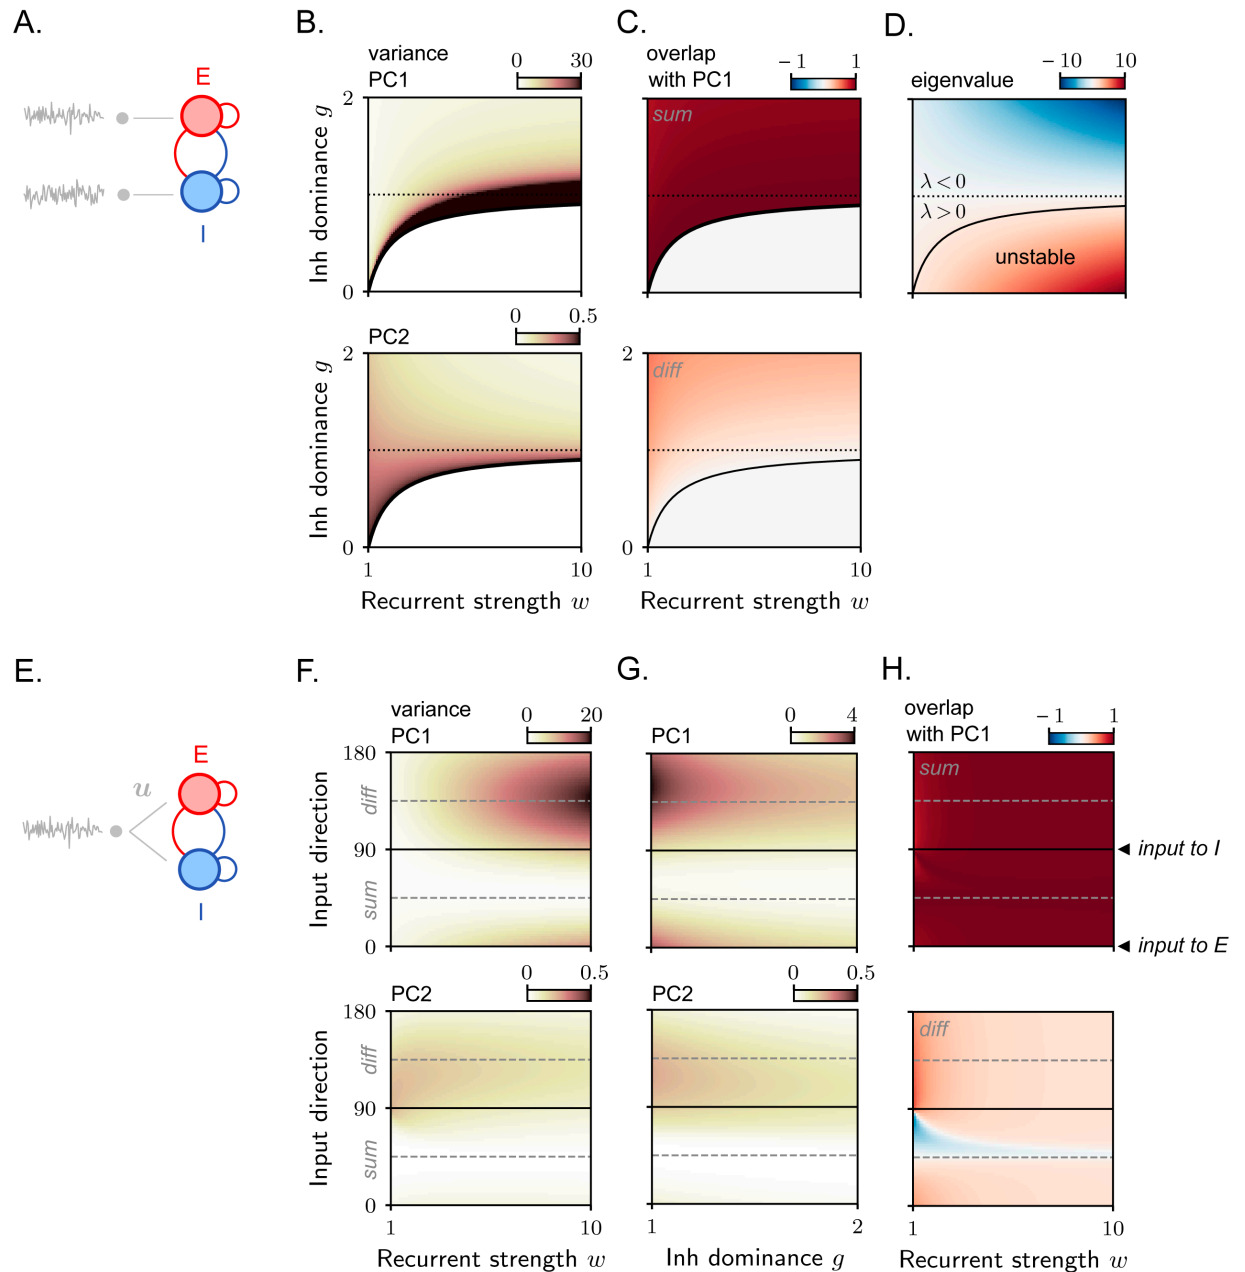 A.
E
I
B.
variance
PC1
0 30
2
Inh dominance g
0
PC2
0 0.5
2
Inh dominance g
0
1 10
Recurrent strength w
C.
overlap
with PC1
−1 1
sum
2
diff
0
1 10
Recurrent strength w
D.
eigenvalue
−10 10
λ < 0
λ > 0
unstable
E.
u
E
I
F.
variance
PC1
0 20
180
diff
90
sum
0
Input direction
PC2
0 0.5
180
diff
90
sum
0
Input direction
1 10
Recurrent strength w
G.
PC1
0 4
PC2
0 0.5
1 2
Inh dominance g
H.
overlap
with PC1
−1 1
sum
◄ input to I
◄ input to E
diff
1 10
Recurrent strength w